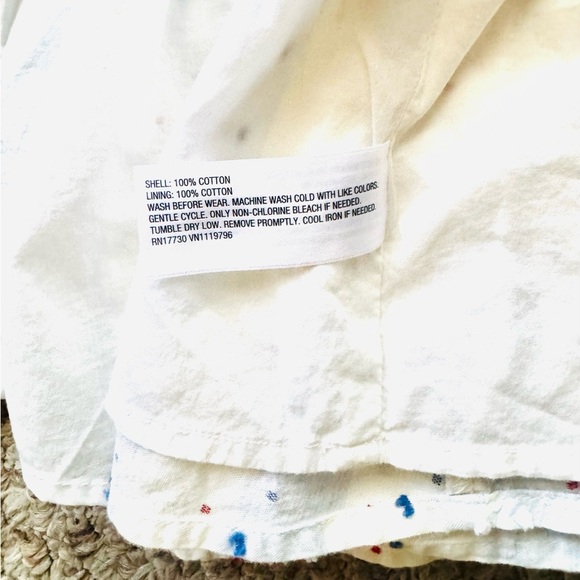 SHELL: 100% COTTON
LINING: 100% COTTON
WASH BEFORE WEAR. MACHINE WASH COLD WITH LIKE COLORS.
GENTLE CYCLE. ONLY NON-CHLORINE BLEACH IF NEEDED.
TUMBLE DRY LOW. REMOVE PROMPTLY. COOL IRON IF NEEDED.
RN17730 VN1119796